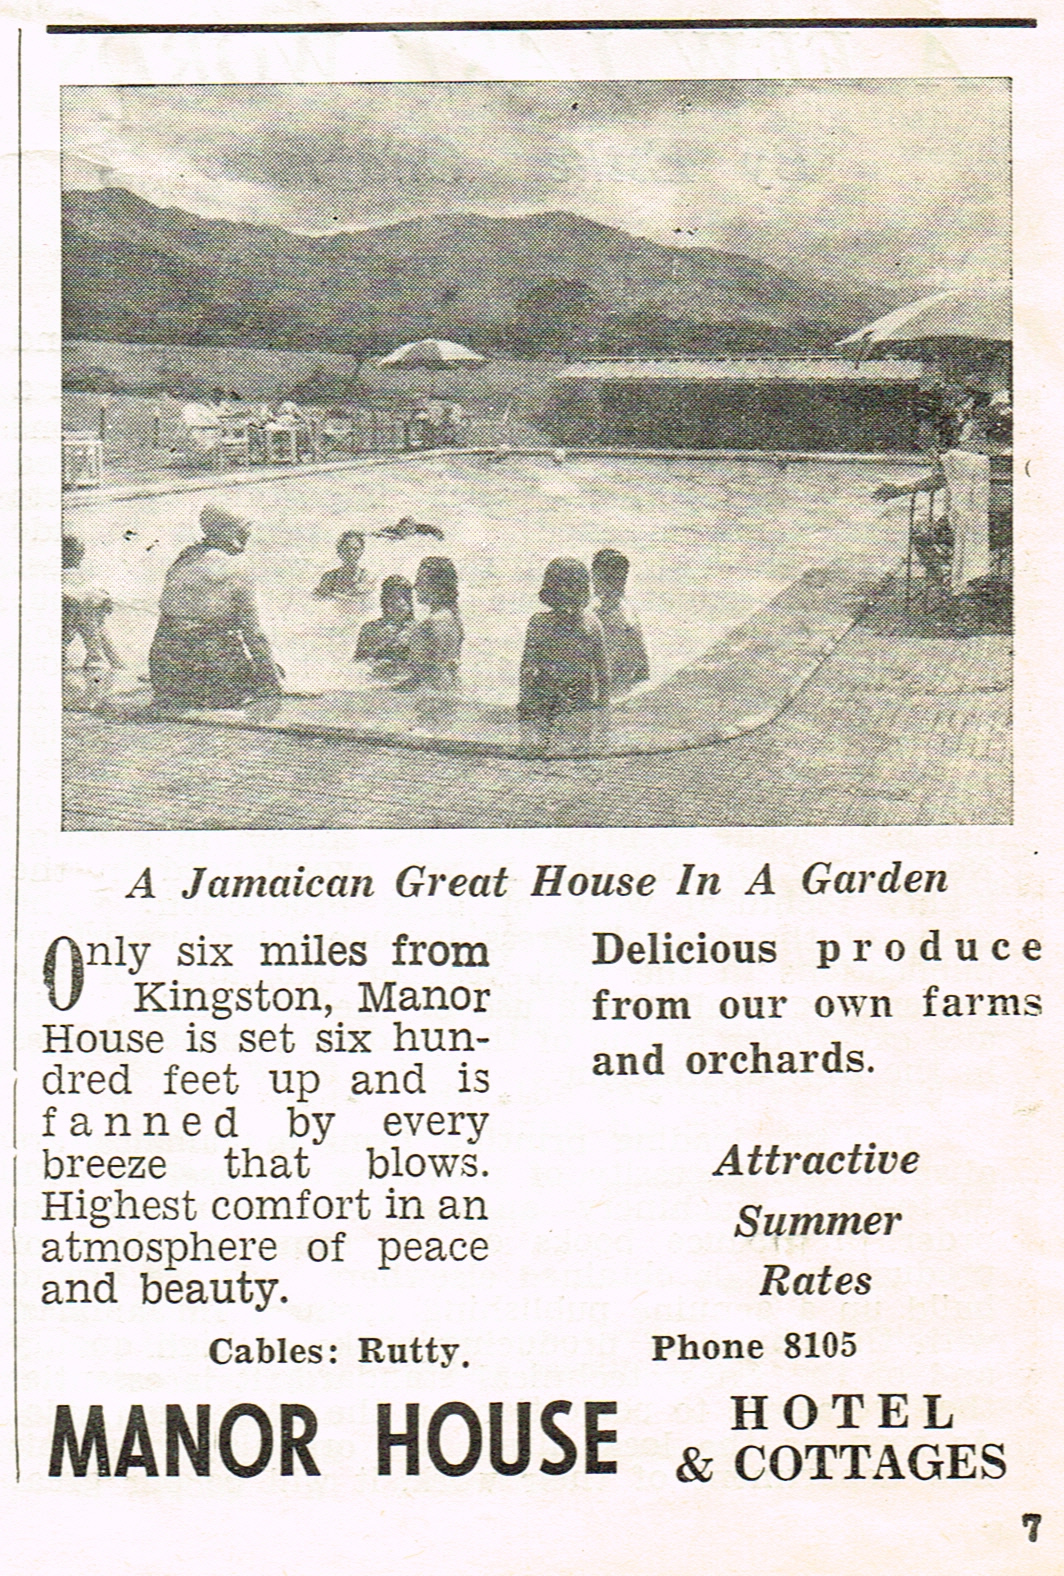 A Jamaican Great House In A Garden
Only six miles from
Kingston, Manor
House is set six hun-
dred feet up and is
fanned by every
breeze that blows.
Highest comfort in an
atmosphere of peace
and beauty.
Delicious produce
from our own farms
and orchards.
Attractive
Summer
Rates
Cables: Rutty.
Phone 8105
MANOR HOUSE
HOTEL
& COTTAGES
7